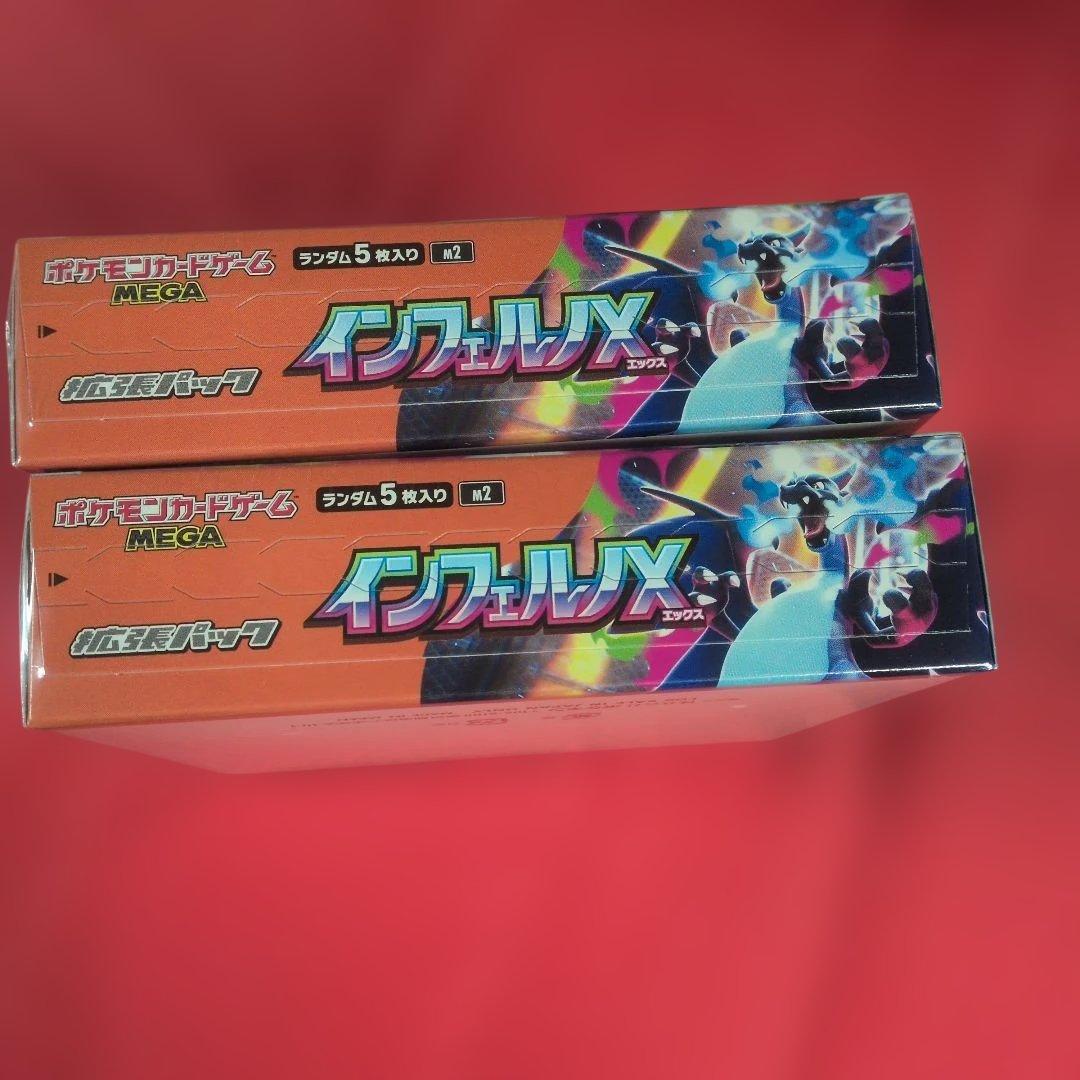 ポケモンカードゲーム
MEGA
ランダム5枚入り M2
インフェルノX
エックス
拡張パック
ポケモンカードゲーム
MEGA
ランダム5枚入り M2
インフェルノX
エックス
拡張パック